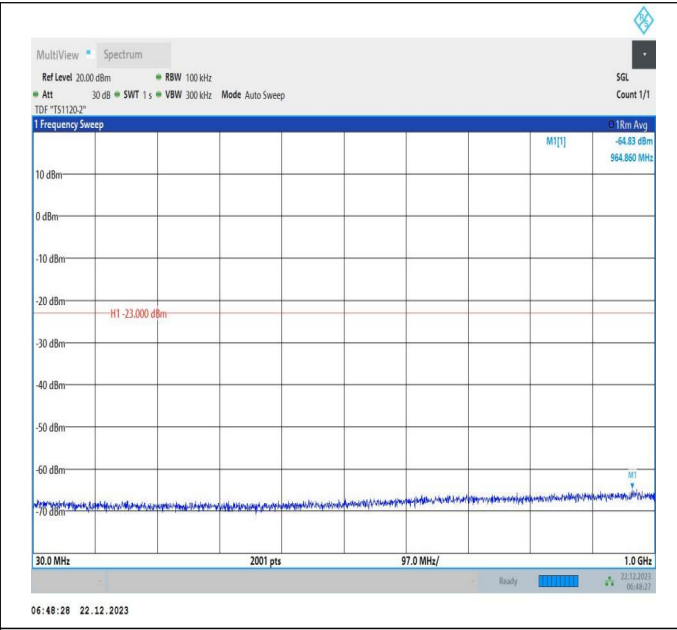 R S
MultiView Spectrum
Ref Level 20.00 dBm RBW 100 kHz SGL
Att 30 dB SWT 1 s VBW 300 kHz Mode Auto Sweep Count 1/1
TDF "TS1120-2"
1 Frequency Sweep 1Rm Avg
M1[1] -64.83 dBm
964.860 MHz
10 dBm
0 dBm
-10 dBm
-20 dBm
H1 -23.000 dBm
-30 dBm
-40 dBm
-50 dBm
-60 dBm
M1
-70 dBm
30.0 MHz 2001 pts 97.0 MHz/ 1.0 GHz
Ready 22.12.2023
06:48:27
06:48:28 22.12.2023